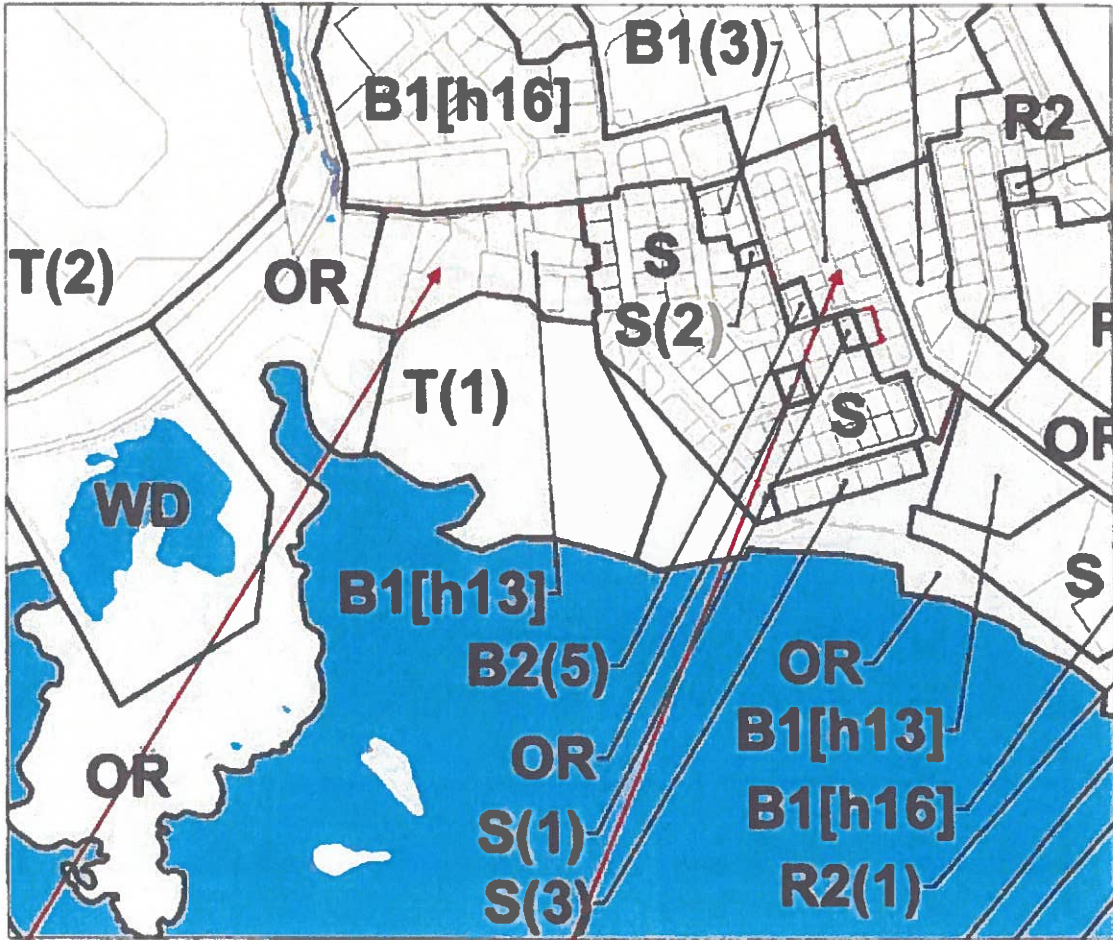 B1(3)
B1[h16]
R2
T(2)
OR
S
S(2)
T(1)
S
OR
WD
B1[h13]
S
B2(5)
OR
OR
B1[h13]
OR
B1[h16]
S(1)
R2(1)
S(3)